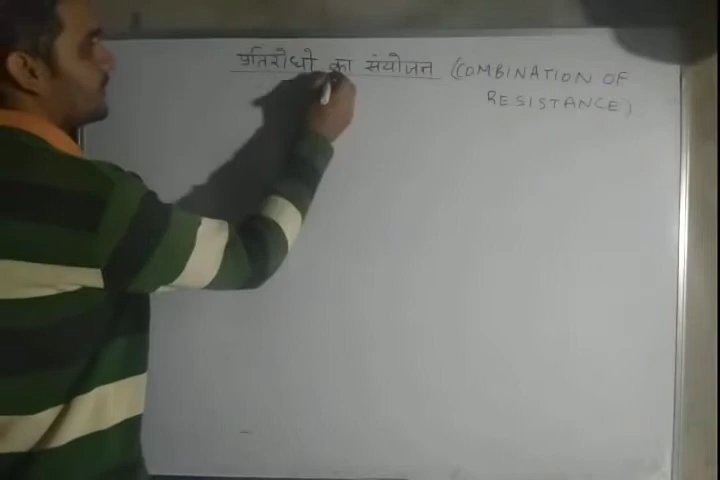 प्रतिरोधो का संयोजन (COMBINATION OF
RESISTANCE)